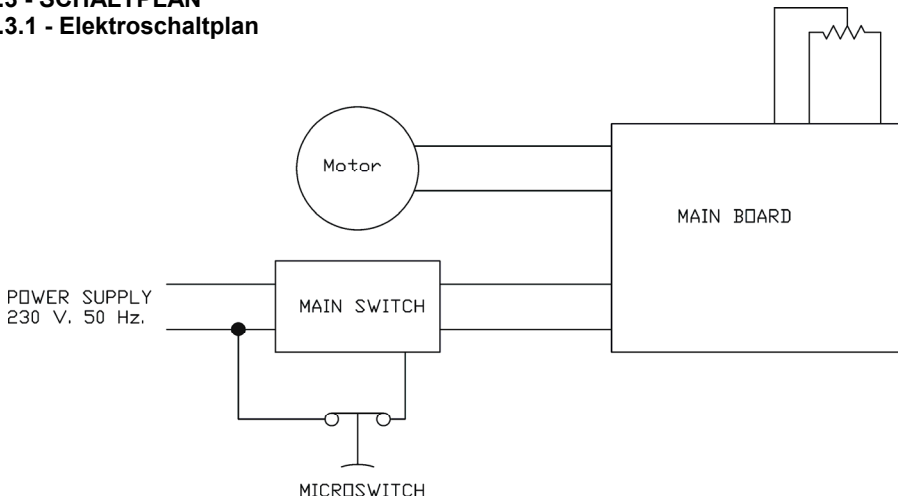 .3 - SCHALTPLAN
.3.1 - Elektroschaltplan
Motor
MAIN BOARD
POWER SUPPLY
230 V. 50 Hz.
MAIN SWITCH
MICROSWITCH